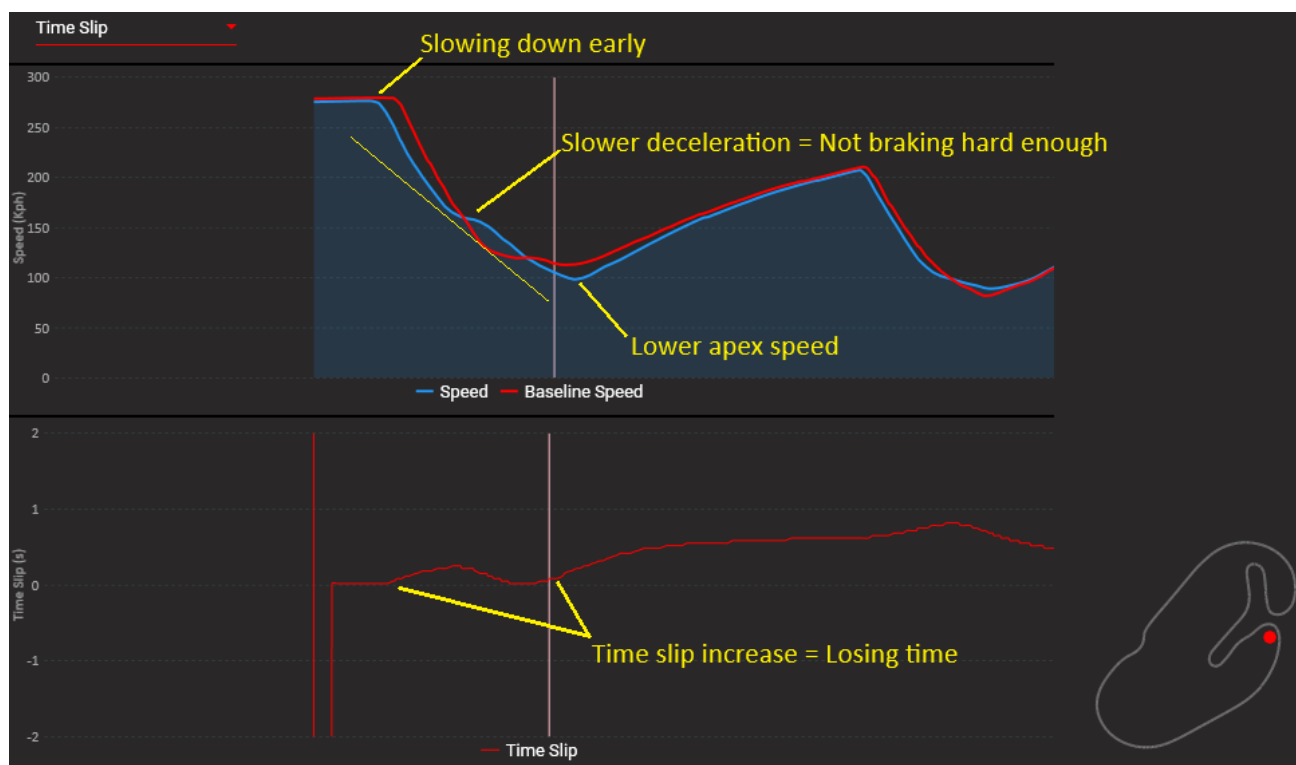 Time Slip
Slowing down early
300
250
Slower deceleration = Not braking hard enough
200
150
100
Lower apex speed
50
0
Speed (Kph)
Speed
Baseline Speed
2
1
0
Time Slip (s)
Time slip increase = Losing time
-1
-2
Time Slip